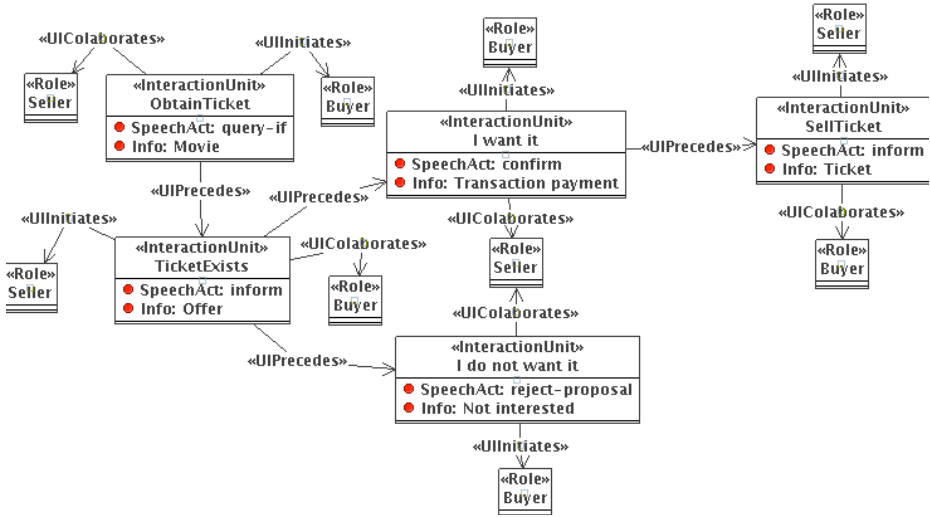 «Role»
Buyer
«Role»
Seller
«UIColaborates»
«UIInitiates»
«UIInitiates»
«UIInitiates»
«Role»
Seller
«InteractionUnit»
ObtainTicket
SpeechAct: query-if
Info: Movie
«Role»
Buyer
«InteractionUnit»
I want it
SpeechAct: confirm
Info: Transaction payment
«UIPrecedes»
«InteractionUnit»
SellTicket
SpeechAct: inform
Info: Ticket
«UIPrecedes»
«UIPrecedes»
«UIInitiates»
«UIColaborates»
«UIColaborates»
«UIColaborates»
«Role»
Seller
«InteractionUnit»
TicketExists
SpeechAct: inform
Info: Offer
«Role»
Buyer
«Role»
Seller
«Role»
Buyer
«UIColaborates»
«UIPrecedes»
«InteractionUnit»
I do not want it
SpeechAct: reject-proposal
Info: Not interested
«UIInitiates»
«Role»
Buyer